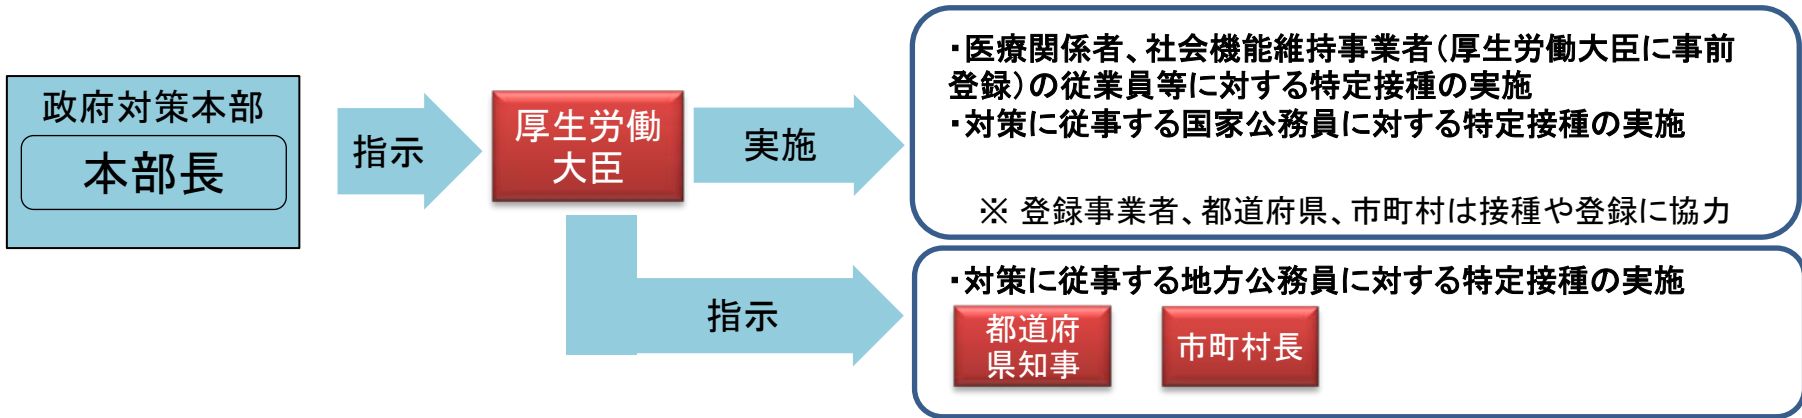 政府対策本部
本部長
指示
厚生労働
大臣
実施
・医療関係者、社会機能維持事業者（厚生労働大臣に事前
登録）の従業員等に対する特定接種の実施
・対策に従事する国家公務員に対する特定接種の実施
※ 登録事業者、都道府県、市町村は接種や登録に協力
指示
・対策に従事する地方公務員に対する特定接種の実施
都道府
県知事
市町村長